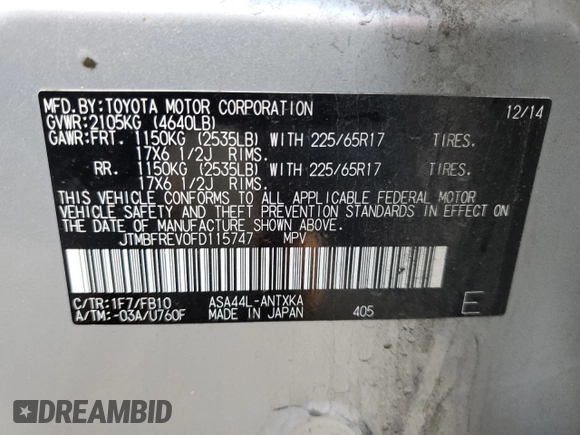 MFD.BY:TOYOTA MOTOR CORPORATION 12/14
GVWR:2105KG (4640LB)
GAWR:FRT. 1150KG (2535LB) WITH 225/65R17 TIRES.
17X6 1/2J RIMS.
RR. 1150KG (2535LB) WITH 225/65R17 TIRES.
17X6 1/2J RIMS.
THIS VEHICLE CONFORMS TO ALL APPLICABLE FEDERAL MOTOR
VEHICLE SAFETY AND THEFT PREVENTION STANDARDS IN EFFECT ON
THE DATE OF MANUFACTURE SHOWN ABOVE.
JTMBFREV0FD115747 MPV
C/TR:1F7/FB10 ASA44L-ANTXKA
A/TM:-03A/U760F MADE IN JAPAN 405 E
DREAMBID